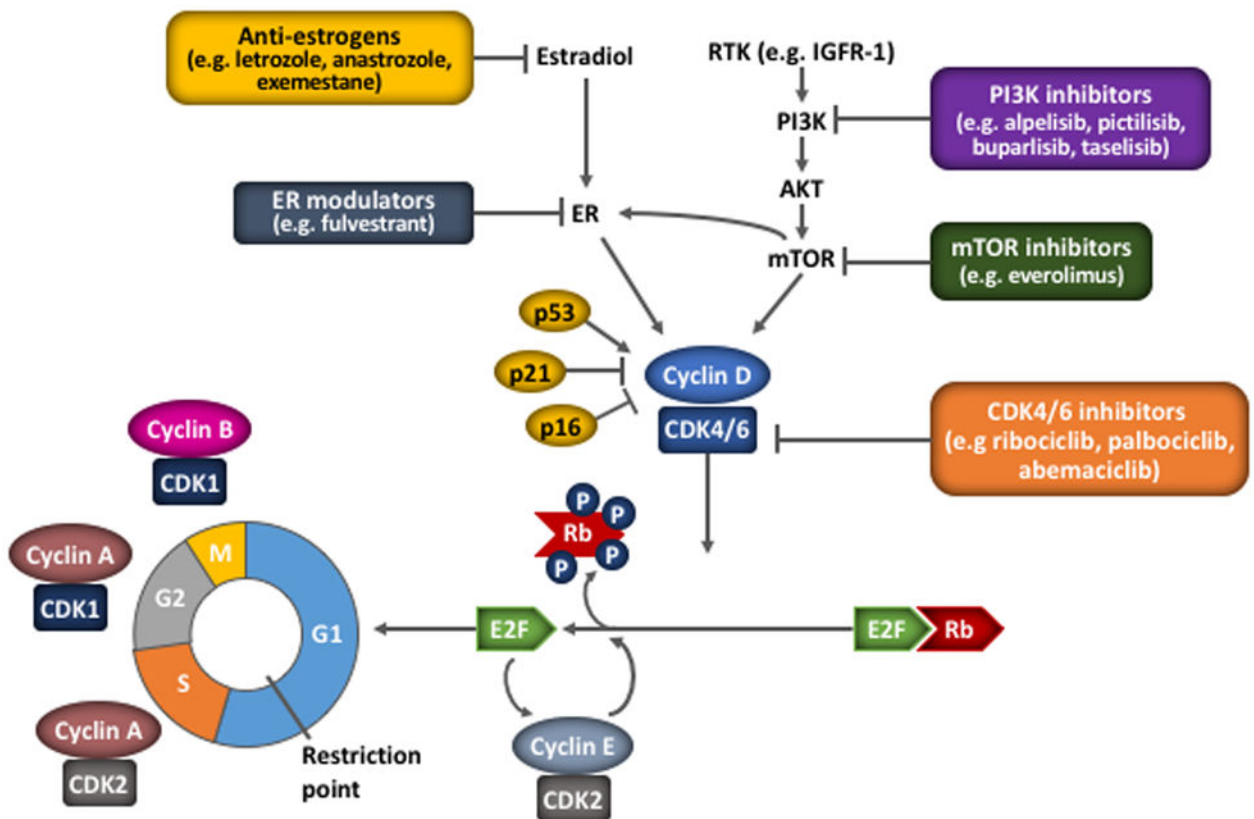 Anti-estrogens
(e.g. letrozole, anastrozole,
exemestane)
Estradiol
RTK (e.g. IGFR-1)
PI3K inhibitors
(e.g. alpelisib, pictilisib,
buparlisib, taselisib)
PI3K
AKT
ER modulators
(e.g. fulvestrant)
ER
mTOR
mTOR inhibitors
(e.g. everolimus)
p53
p21
p16
Cyclin D
CDK4/6
CDK4/6 inhibitors
(e.g ribociclib, palbociclib,
abemaciclib)
Cyclin B
CDK1
Cyclin A
CDK1
Cyclin A
CDK2
M
G2
G1
S
Restriction
point
P
P
Rb
P
P
E2F
E2F
Rb
Cyclin E
CDK2